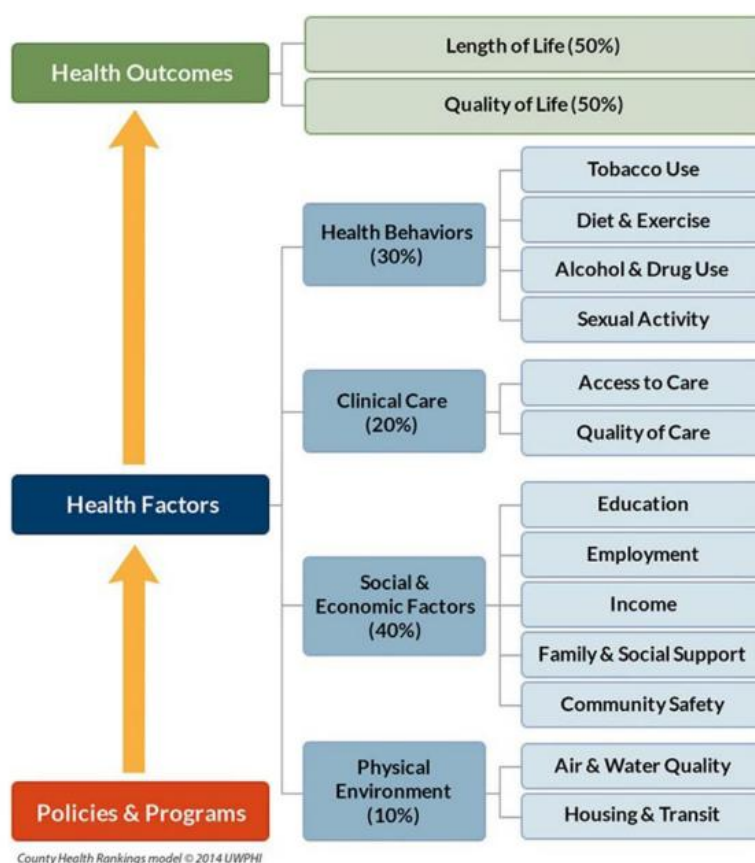 Health Outcomes
Length of Life (50%)
Quality of Life (50%)
Health Behaviors
(30%)
Tobacco Use
Diet & Exercise
Alcohol & Drug Use
Sexual Activity
Clinical Care
(20%)
Access to Care
Quality of Care
Health Factors
Social &
Economic Factors
(40%)
Education
Employment
Income
Family & Social Support
Community Safety
Physical
Environment
(10%)
Air & Water Quality
Housing & Transit
Policies & Programs
County Health Rankings model © 2014 UWPHI